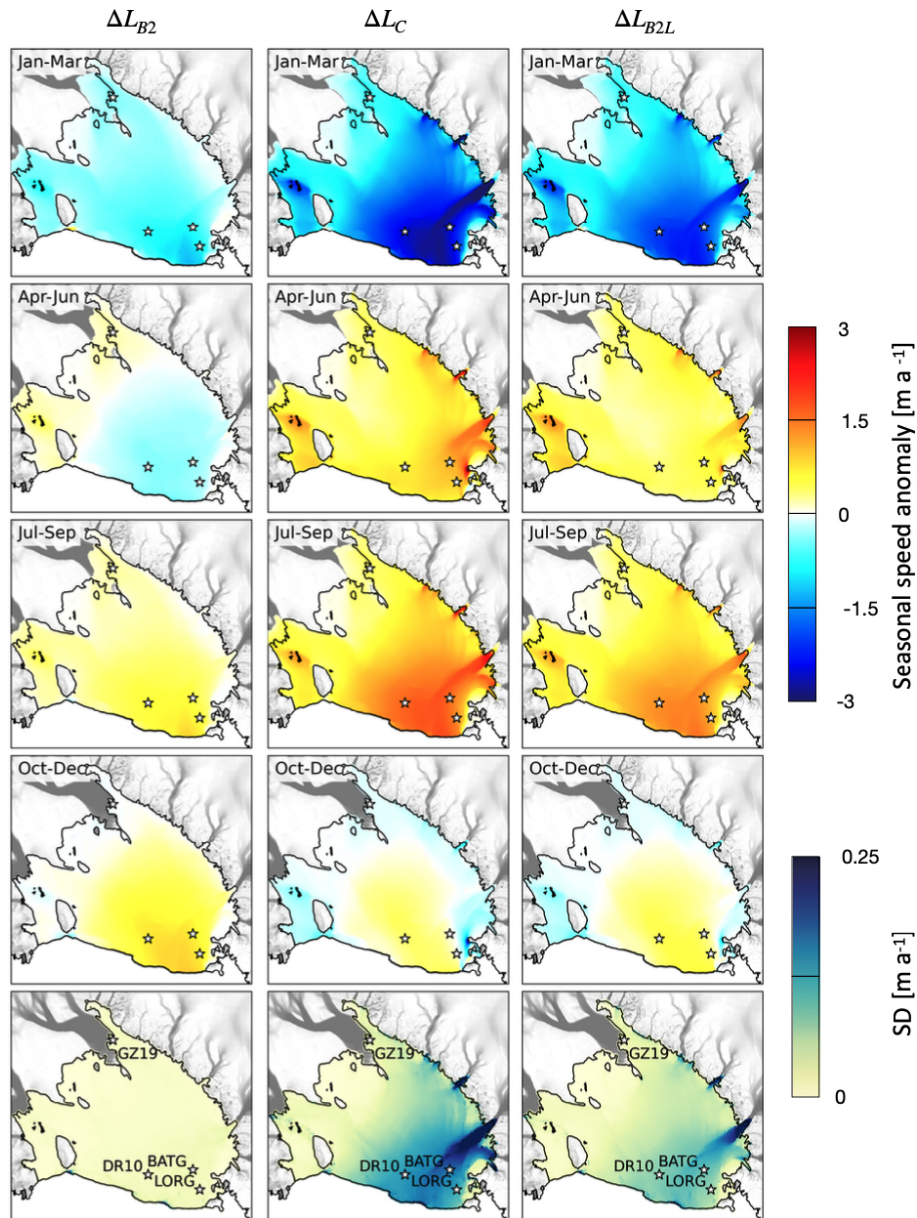 ΔL_B2 ΔL_C ΔL_B2L
Jan-Mar Jan-Mar Jan-Mar
Apr-Jun Apr-Jun Apr-Jun
Jul-Sep Jul-Sep Jul-Sep
Oct-Dec Oct-Dec Oct-Dec
GZ19 GZ19 GZ19
DR10 BATG DR10 BATG DR10 BATG
LORG LORG LORG
3
1.5
0
-1.5
-3
Seasonal speed anomaly [m a⁻¹]
0.25
0
SD [m a⁻¹]